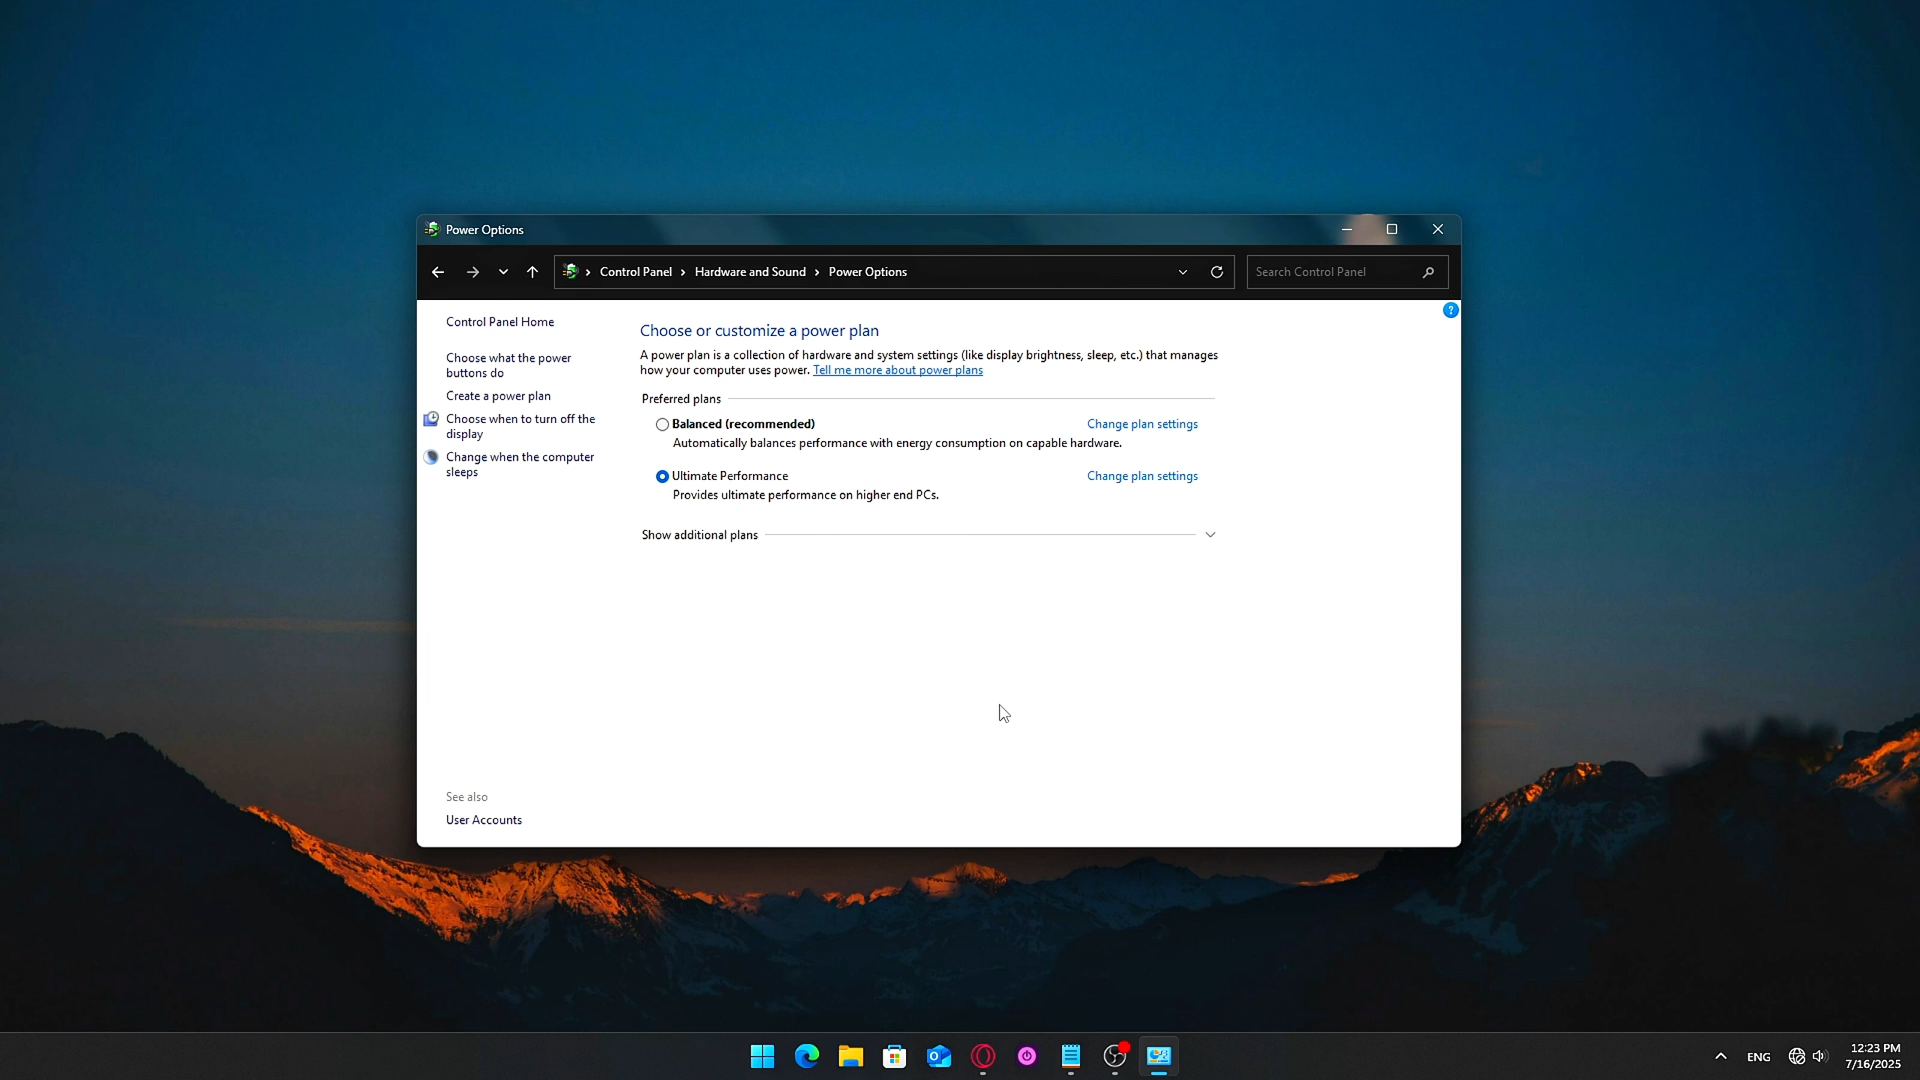 Power Options
Control Panel
Hardware and Sound
Power Options
Search Control Panel
?
Control Panel Home
Choose what the power
buttons do
Create a power plan
Choose when to turn off the
display
Change when the computer
sleeps
See also
User Accounts
Choose or customize a power plan
A power plan is a collection of hardware and system settings (like display brightness, sleep, etc.) that manages
how your computer uses power. Tell me more about power plans
Preferred plans
Balanced (recommended) Change plan settings
Automatically balances performance with energy consumption on capable hardware.
Ultimate Performance Change plan settings
Provides ultimate performance on higher end PCs.
Show additional plans
ENG
12:23 PM
7/16/2025